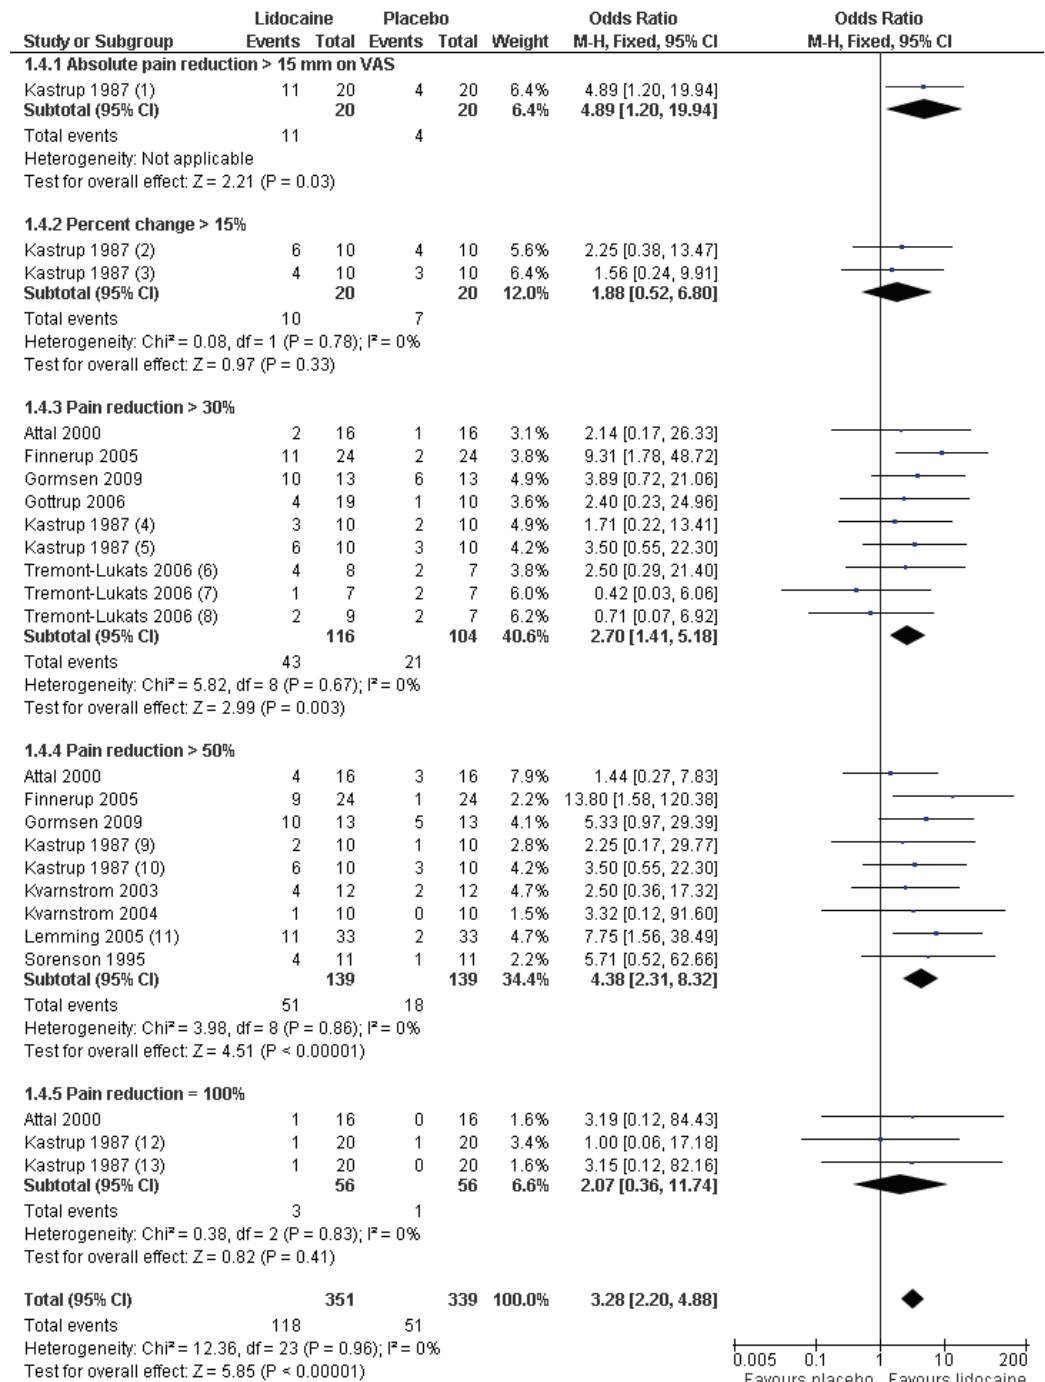 Lidocaine Placebo Odds Ratio Odds Ratio
Study or Subgroup Events Total Events Total Weight M-H, Fixed, 95% CI M-H, Fixed, 95% CI
1.4.1 Absolute pain reduction > 15 mm on VAS
Kastrup 1987 (1) 11 20 4 20 6.4% 4.89 [1.20, 19.94]
Subtotal (95% CI) 20 20 6.4% 4.89 [1.20, 19.94]
Total events 11 4
Heterogeneity: Not applicable
Test for overall effect: Z = 2.21 (P = 0.03)
1.4.2 Percent change > 15%
Kastrup 1987 (2) 6 10 4 10 5.6% 2.25 [0.38, 13.47]
Kastrup 1987 (3) 4 10 3 10 6.4% 1.56 [0.24, 9.91]
Subtotal (95% CI) 20 20 12.0% 1.88 [0.52, 6.80]
Total events 10 7
Heterogeneity: Chi² = 0.08, df = 1 (P = 0.78); I² = 0%
Test for overall effect: Z = 0.97 (P = 0.33)
1.4.3 Pain reduction > 30%
Attal 2000 2 16 1 16 3.1% 2.14 [0.17, 26.33]
Finnerup 2005 11 24 2 24 3.8% 9.31 [1.78, 48.72]
Gormsen 2009 10 13 6 13 4.9% 3.89 [0.72, 21.06]
Gottrup 2006 4 19 1 10 3.6% 2.40 [0.23, 24.96]
Kastrup 1987 (4) 3 10 2 10 4.9% 1.71 [0.22, 13.41]
Kastrup 1987 (5) 6 10 3 10 4.2% 3.50 [0.55, 22.30]
Tremont-Lukats 2006 (6) 4 8 2 7 3.8% 2.50 [0.29, 21.40]
Tremont-Lukats 2006 (7) 1 7 2 7 6.0% 0.42 [0.03, 6.06]
Tremont-Lukats 2006 (8) 2 9 2 7 6.2% 0.71 [0.07, 6.92]
Subtotal (95% CI) 116 104 40.6% 2.70 [1.41, 5.18]
Total events 43 21
Heterogeneity: Chi² = 5.82, df = 8 (P = 0.67); I² = 0%
Test for overall effect: Z = 2.99 (P = 0.003)
1.4.4 Pain reduction > 50%
Attal 2000 4 16 3 16 7.9% 1.44 [0.27, 7.83]
Finnerup 2005 9 24 1 24 2.2% 13.80 [1.58, 120.38]
Gormsen 2009 10 13 5 13 4.1% 5.33 [0.97, 29.39]
Kastrup 1987 (9) 2 10 1 10 2.8% 2.25 [0.17, 29.77]
Kastrup 1987 (10) 6 10 3 10 4.2% 3.50 [0.55, 22.30]
Kvarnstrom 2003 4 12 2 12 4.7% 2.50 [0.36, 17.32]
Kvarnstrom 2004 1 10 0 10 1.5% 3.32 [0.12, 91.60]
Lemming 2005 (11) 11 33 2 33 4.7% 7.75 [1.56, 38.49]
Sorenson 1995 4 11 1 11 2.2% 5.71 [0.52, 62.66]
Subtotal (95% CI) 139 139 34.4% 4.38 [2.31, 8.32]
Total events 51 18
Heterogeneity: Chi² = 3.98, df = 8 (P = 0.86); I² = 0%
Test for overall effect: Z = 4.51 (P < 0.00001)
1.4.5 Pain reduction = 100%
Attal 2000 1 16 0 16 1.6% 3.19 [0.12, 84.43]
Kastrup 1987 (12) 1 20 1 20 3.4% 1.00 [0.06, 17.18]
Kastrup 1987 (13) 1 20 0 20 1.6% 3.15 [0.12, 82.16]
Subtotal (95% CI) 56 56 6.6% 2.07 [0.36, 11.74]
Total events 3 1
Heterogeneity: Chi² = 0.38, df = 2 (P = 0.83); I² = 0%
Test for overall effect: Z = 0.82 (P = 0.41)
Total (95% CI) 351 339 100.0% 3.28 [2.20, 4.88]
Total events 118 51
Heterogeneity: Chi² = 12.36, df = 23 (P = 0.96); I² = 0%
Test for overall effect: Z = 5.85 (P < 0.00001)
0.005 0.1 1 10 200
Favours placebo Favours lidocaine